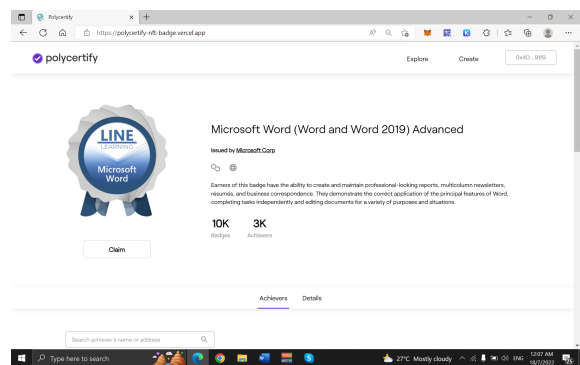 Polycertify
https://polycertify-nft-badge.vercel.app
polycertify
Explore
Create
0x4D...9ffB
LINE
LEARNING
Microsoft
Word
Claim
Microsoft Word (Word and Word 2019) Advanced
Issued by Microsoft Corp
Earners of this badge have the ability to create and maintain professional-looking reports, multicolumn newsletters,
résumés, and business correspondence. They demonstrate the correct application of the principal features of Word,
completing tasks independently and editing documents for a variety of purposes and situations.
10K
3K
Badges
Achievers
Achievers
Details
Search achiever's name or address
Type here to search
27°C Mostly cloudy
ENG
12:07 AM
18/7/2022